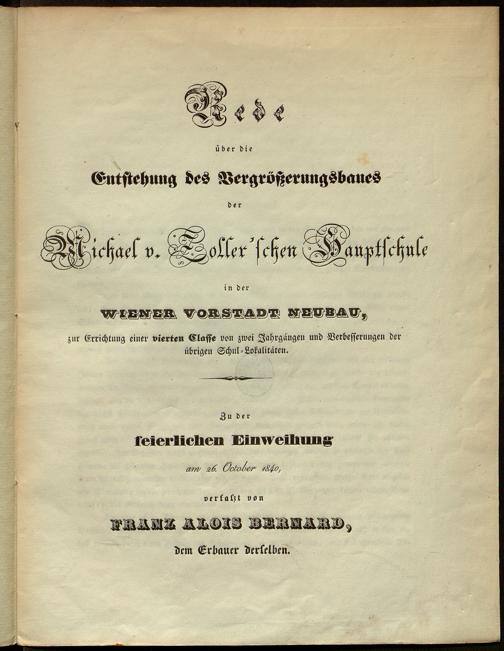 Rede
über die
Entstehung des Vergrößerungsbaues
der
Michael v. Zoller'schen Hauptschule
in der
WIENER VORSTADT NEUBAU,
zur Errichtung einer vierten Classe von zwei Jahrgängen und Verbesserungen der
übrigen Schul-Lokalitäten.
Zu der
feierlichen Einweihung
am 26. October 1840,
verfaßt von
FRANZ ALOIS BERNARD,
dem Erbauer derselben.